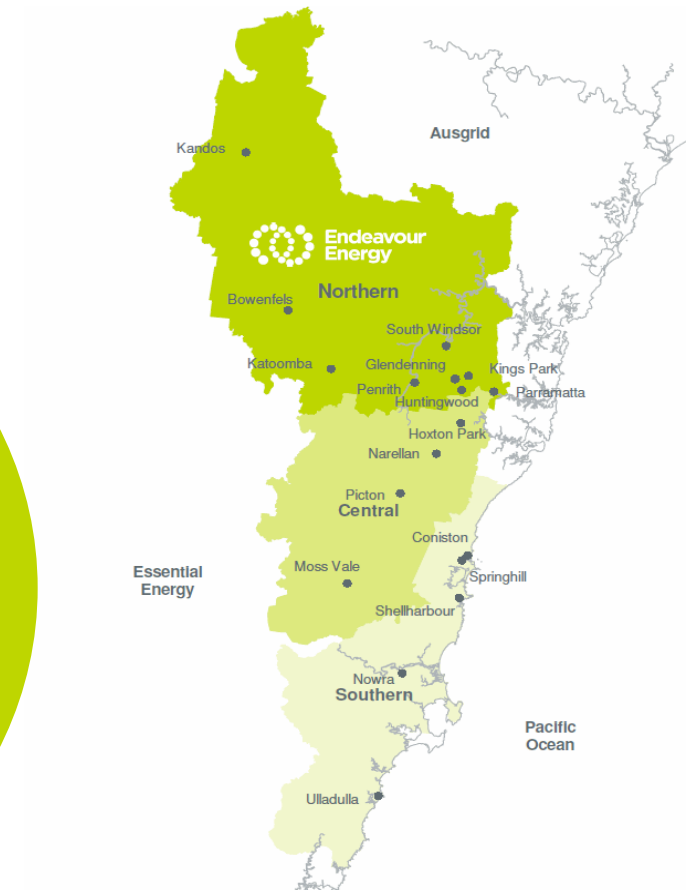 Ausgrid
Kandos
Endeavour
Energy
Northern
Bowenfels
South Windsor
Katoomba
Glendenning
Kings Park
Penrith
Parramatta
Huntingwood
Hoxton Park
Narellan
Picton
Central
Coniston
Moss Vale
Essential
Energy
Springhill
Shellharbour
Nowra
Southern
Pacific
Ocean
Ulladulla